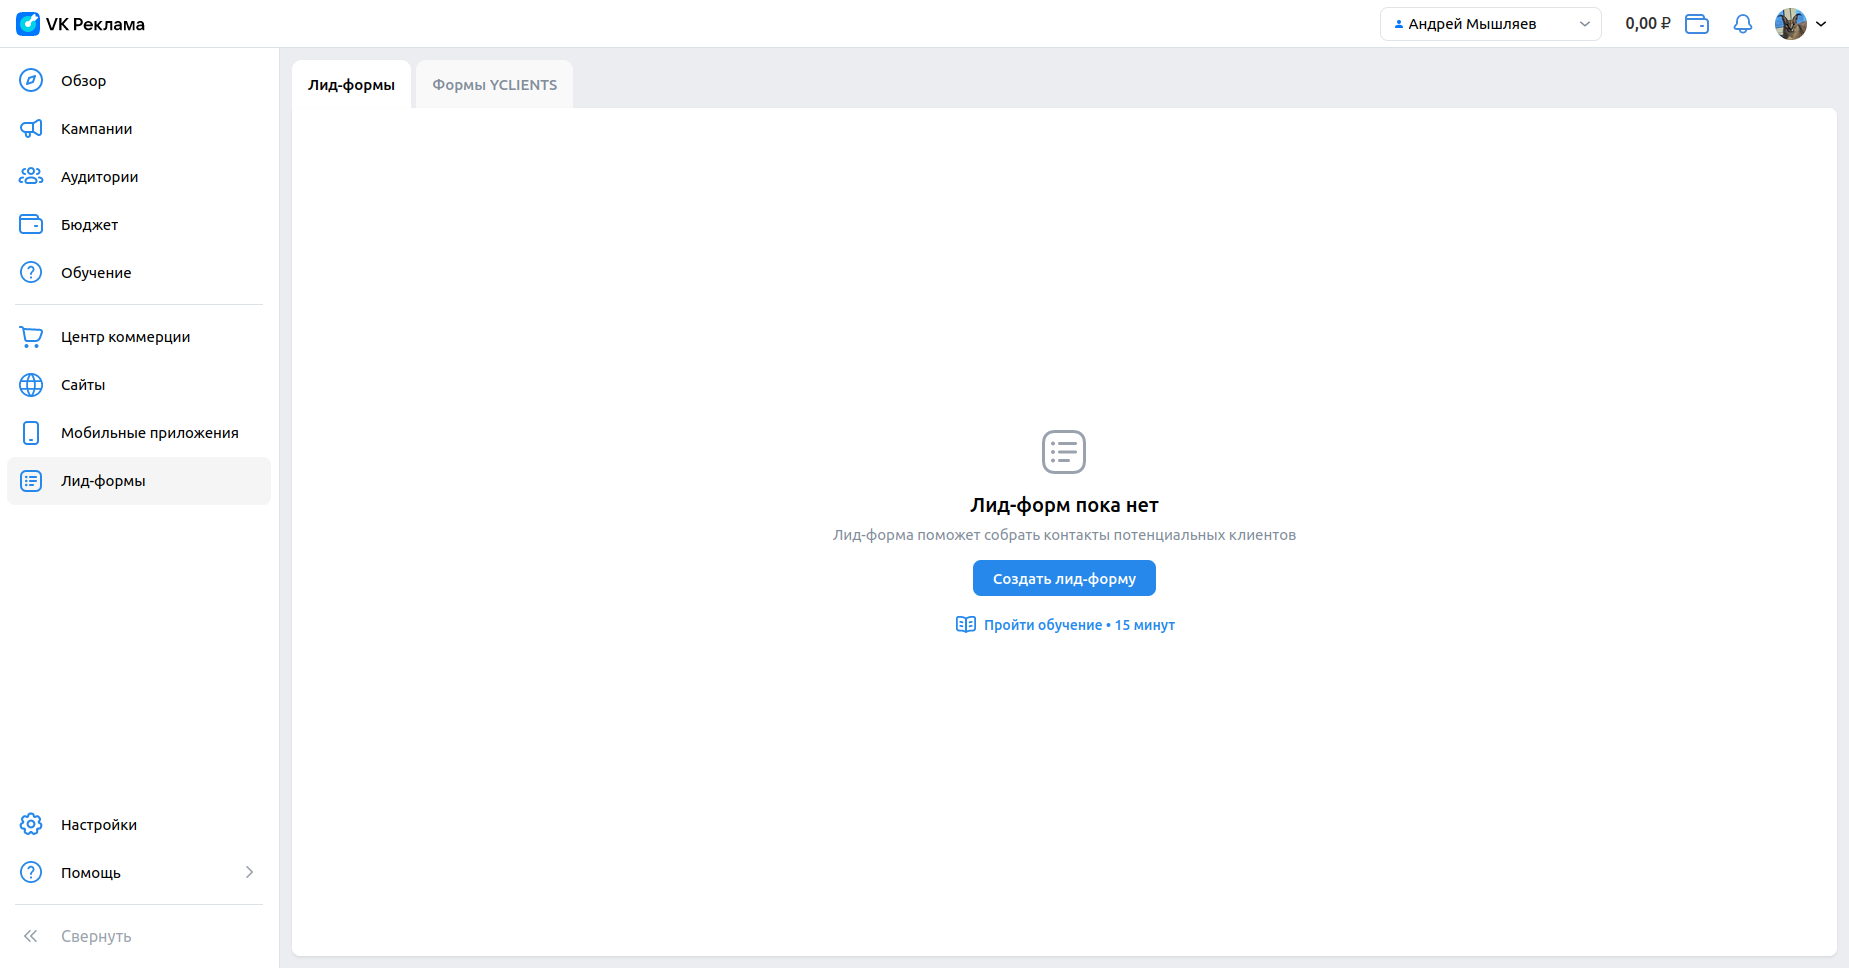 VK Реклама
Андрей Мышляев
0,00 ₽
Обзор
Кампании
Аудитории
Бюджет
Обучение
Центр коммерции
Сайты
Мобильные приложения
Лид-формы
Настройки
Помощь
Свернуть
Лид-формы
Формы YCLIENTS
Лид-форм пока нет
Лид-форма поможет собрать контакты потенциальных клиентов
Создать лид-форму
Пройти обучение • 15 минут